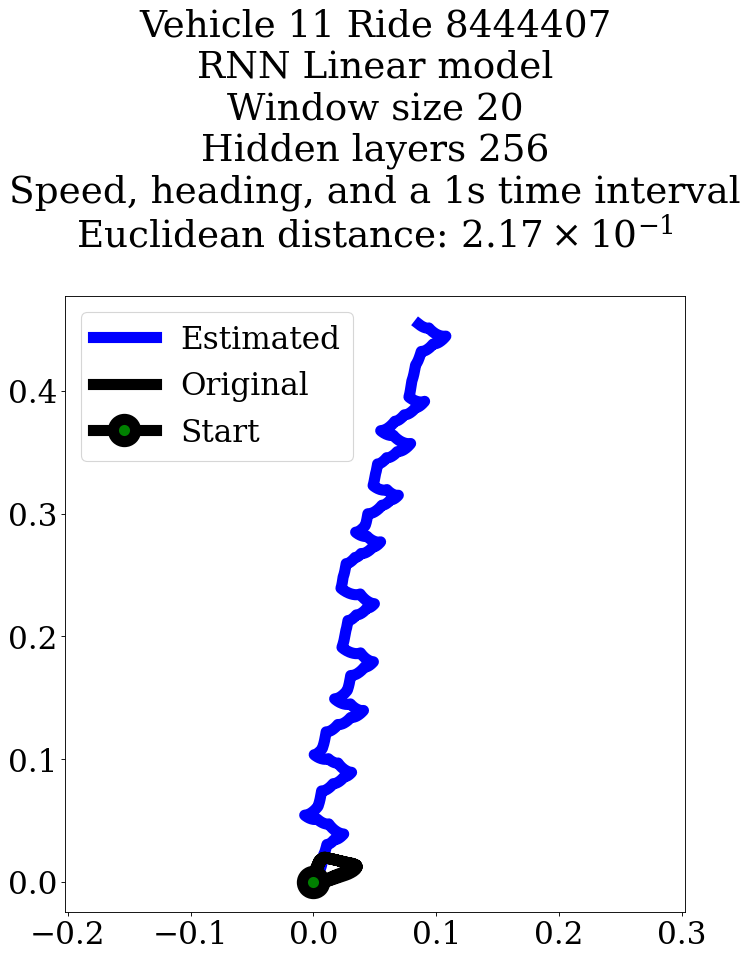 Vehicle 11 Ride 8444407
RNN Linear model
Window size 20
Hidden layers 256
Speed, heading, and a 1s time interval
Euclidean distance: 2.17 × 10⁻¹
Estimated
Original
Start
0.4
0.3
0.2
0.1
0.0
−0.2 −0.1 0.0 0.1 0.2 0.3